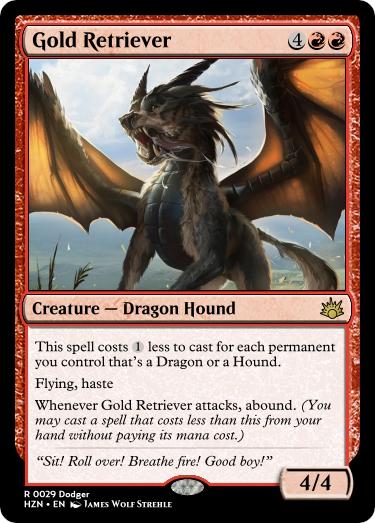 Gold Retriever 4
Creature — Dragon Hound
This spell costs 1 less to cast for each permanent
you control that's a Dragon or a Hound.
Flying, haste
Whenever Gold Retriever attacks, abound. (You
may cast a spell that costs less than this from your
hand without paying its mana cost.)
“Sit! Roll over! Breathe fire! Good boy!”
4/4
R 0029 Dodger
HZN • EN James Wolf Strehle